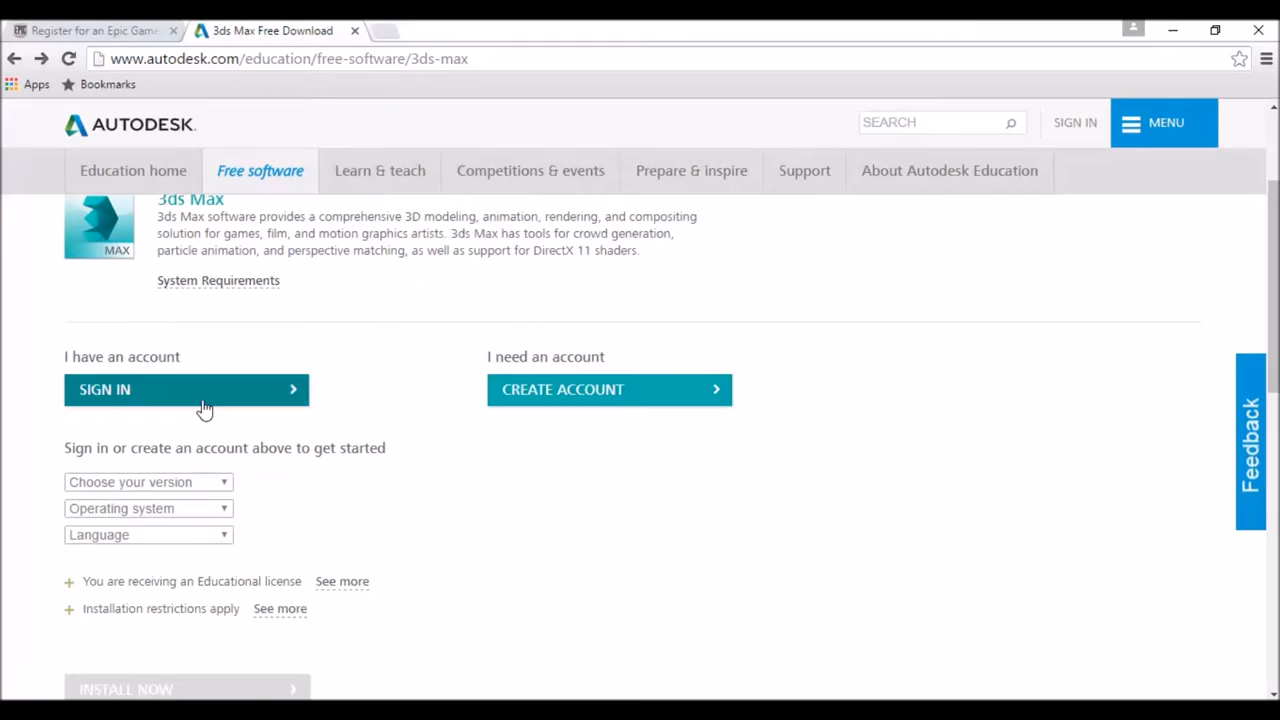 Register for an Epic Game
3ds Max Free Download
www.autodesk.com/education/free-software/3ds-max
Apps
Bookmarks
AUTODESK.
SEARCH
SIGN IN
MENU
Education home
Free software
Learn & teach
Competitions & events
Prepare & inspire
Support
About Autodesk Education
3ds Max
3ds Max software provides a comprehensive 3D modeling, animation, rendering, and compositing
solution for games, film, and motion graphics artists. 3ds Max has tools for crowd generation,
particle animation, and perspective matching, as well as support for DirectX 11 shaders.
MAX
System Requirements
I have an account
I need an account
SIGN IN
CREATE ACCOUNT
Sign in or create an account above to get started
Choose your version
Operating system
Language
You are receiving an Educational license See more
Installation restrictions apply See more
INSTALL NOW
Feedback